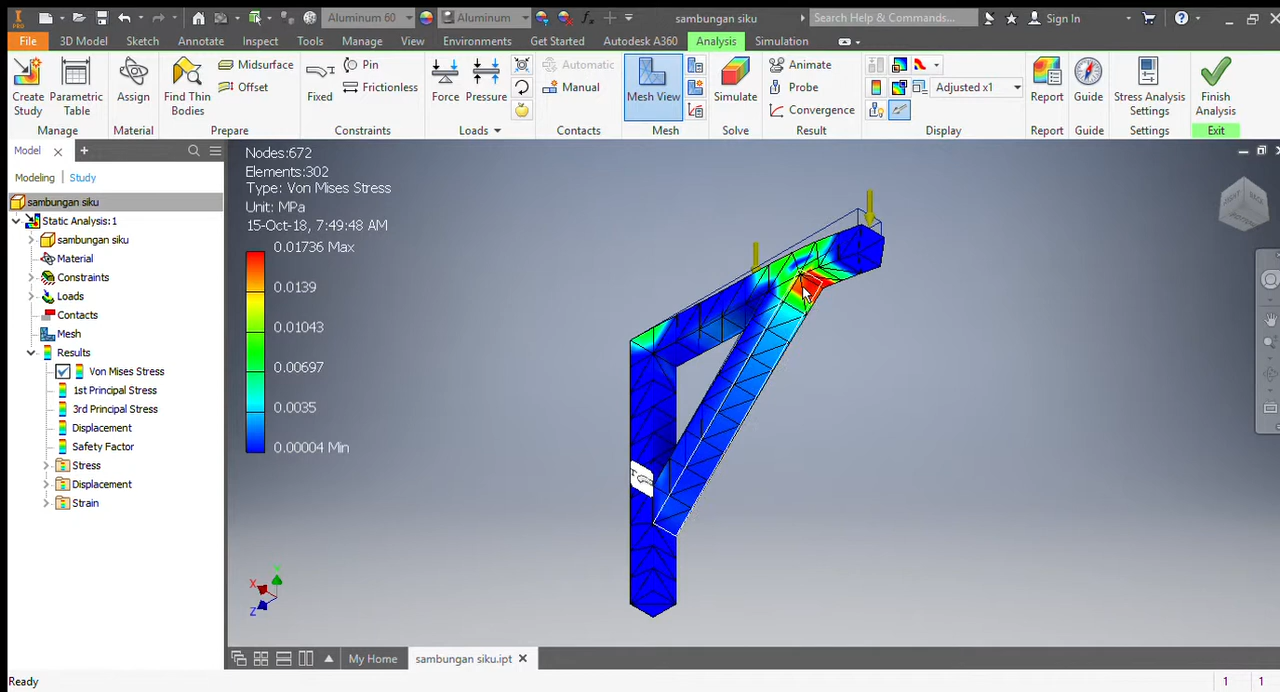 PRO
Aluminum 60
Aluminum
sambungan siku
Search Help & Commands...
Sign In
File
3D Model
Sketch
Annotate
Inspect
Tools
Manage
View
Environments
Get Started
Autodesk A360
Analysis
Simulation
Create Study
Parametric Table
Manage
Assign
Material
Find Thin Bodies
Midsurface
Offset
Prepare
Fixed
Pin
Frictionless
Constraints
Force
Pressure
Loads
Automatic
Manual
Contacts
Mesh View
Mesh
Simulate
Solve
Animate
Probe
Convergence
Result
Adjusted x1
Display
Report
Report
Guide
Guide
Stress Analysis Settings
Settings
Finish Analysis
Exit
Model
Modeling
Study
sambungan siku
Static Analysis:1
sambungan siku
Material
Constraints
Loads
Contacts
Mesh
Results
Von Mises Stress
1st Principal Stress
3rd Principal Stress
Displacement
Safety Factor
Stress
Displacement
Strain
Nodes:672
Elements:302
Type: Von Mises Stress
Unit: MPa
15-Oct-18, 7:49:48 AM
0.01736 Max
0.0139
0.01043
0.00697
0.0035
0.00004 Min
X
Z
My Home
sambungan siku.ipt
Ready
1
1